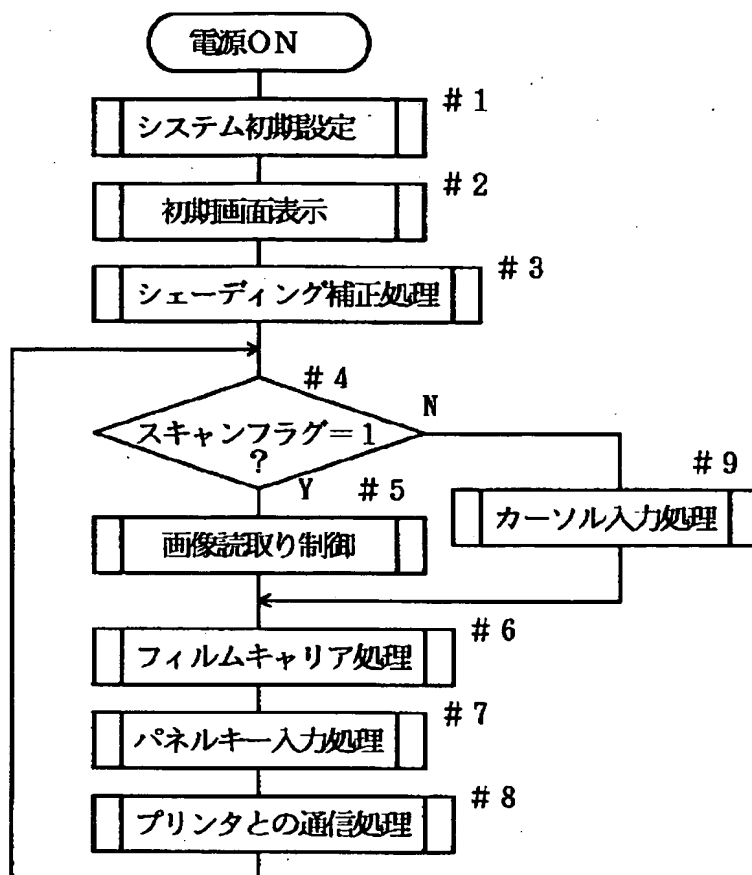 電源ON
#1
システム初期設定
#2
初期画面表示
#3
シェーディング補正処理
#4
スキャンフラグ=1
?
N
Y
#5
画像読取り制御
#9
カーソル入力処理
#6
フィルムキャリア処理
#7
パネルキー入力処理
#8
プリンタとの通信処理